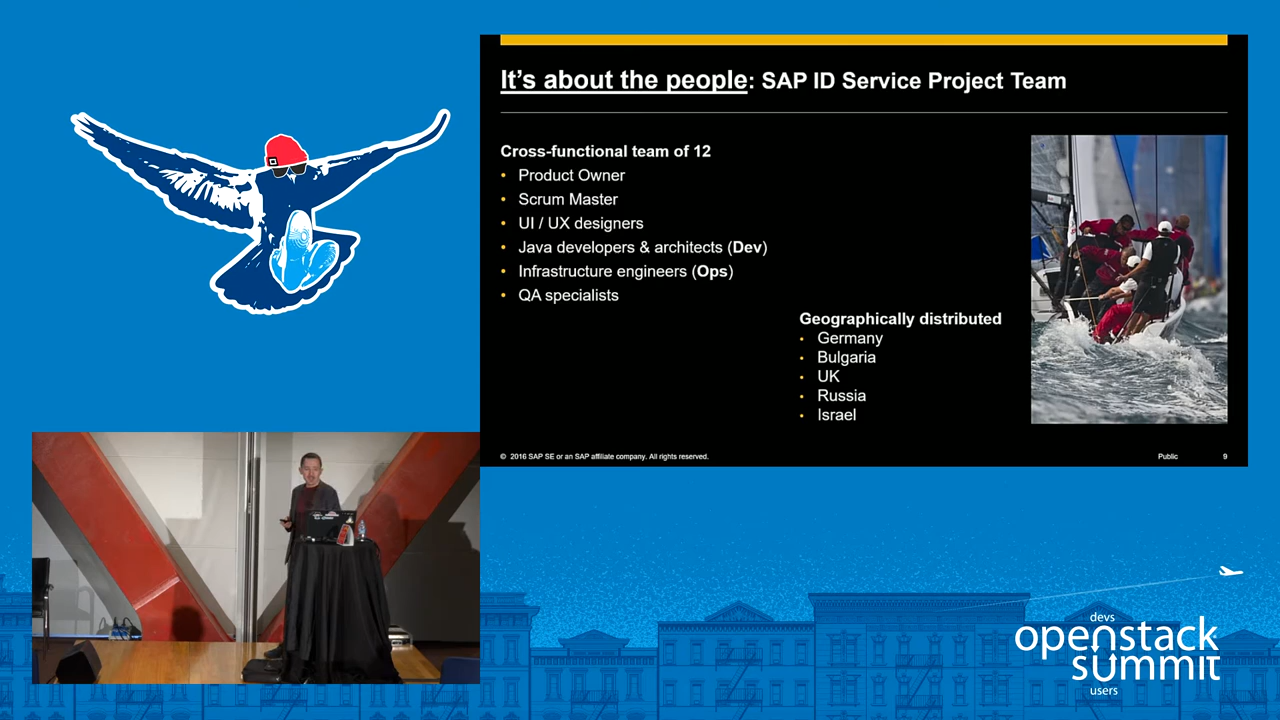 It's about the people: SAP ID Service Project Team
Cross-functional team of 12
• Product Owner
• Scrum Master
• UI / UX designers
• Java developers & architects (Dev)
• Infrastructure engineers (Ops)
• QA specialists
Geographically distributed
• Germany
• Bulgaria
• UK
• Russia
• Israel
© 2016 SAP SE or an SAP affiliate company. All rights reserved.
Public
9
devs
openstack
summit
users